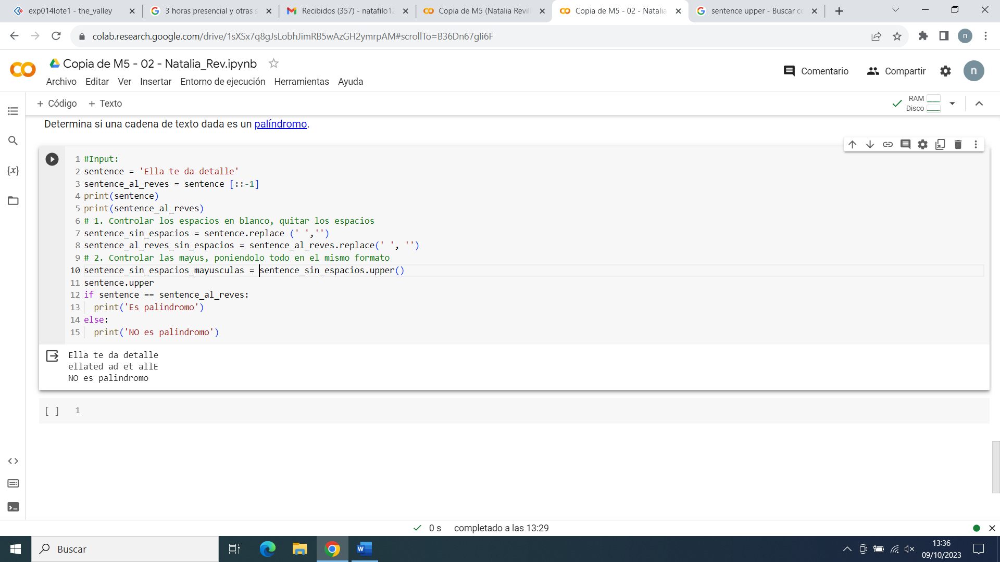 exp014lote1 - the_valley
3 horas presencial y otras s
Recibidos (357) - natafilo12
Copia de M5 (Natalia Revil
Copia de M5 - 02 - Natalia
sentence upper - Buscar co
colab.research.google.com/drive/1sXSx7q8gJsLobhJimRB5wAzGH2ymrpAM#scrollTo=B36Dn67gIi6F
n
Copia de M5 - 02 - Natalia_Rev.ipynb
Comentario
Compartir
n
Archivo Editar Ver Insertar Entorno de ejecución Herramientas Ayuda
+ Código + Texto
RAM
Disco
Determina si una cadena de texto dada es un palíndromo.
{x}
1 #Input:
2 sentence = 'Ella te da detalle'
3 sentence_al_reves = sentence [::-1]
4 print(sentence)
5 print(sentence_al_reves)
6 # 1. Controlar los espacios en blanco, quitar los espacios
7 sentence_sin_espacios = sentence.replace (' ','')
8 sentence_al_reves_sin_espacios = sentence_al_reves.replace(' ', '')
9 # 2. Controlar las mayus, poniendolo todo en el mismo formato
10 sentence_sin_espacios_mayusculas = sentence_sin_espacios.upper()
11 sentence.upper
12 if sentence == sentence_al_reves:
13 print('Es palindromo')
14 else:
15 print('NO es palindromo')
Ella te da detalle
ellated ad et allE
NO es palindromo
[ ] 1
0 s completado a las 13:29
Buscar
13:36
09/10/2023